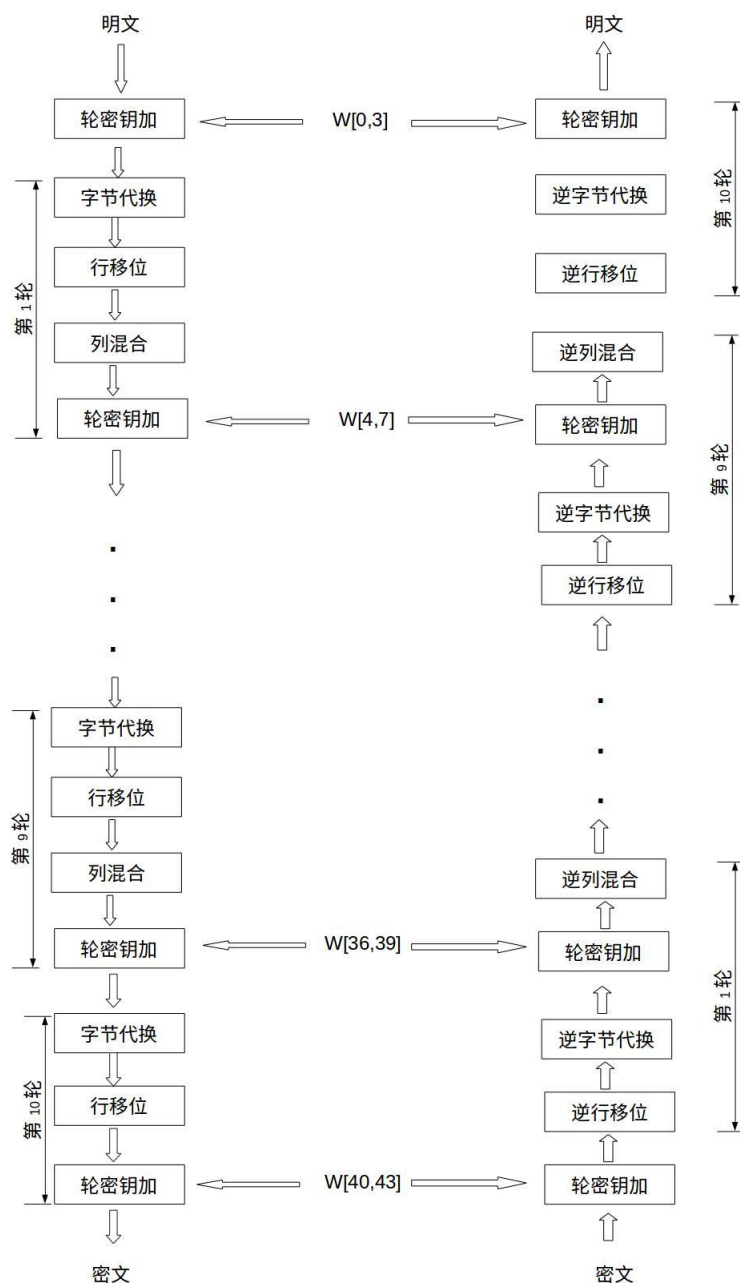 明文
轮密钥加
字节代换
行移位
列混合
轮密钥加
第 1 轮
.
.
.
字节代换
行移位
列混合
轮密钥加
第 9 轮
字节代换
行移位
轮密钥加
第 10 轮
密文
W[0,3]
W[4,7]
W[36,39]
W[40,43]
明文
轮密钥加
逆字节代换
逆行移位
第 10 轮
逆列混合
轮密钥加
逆字节代换
逆行移位
第 9 轮
.
.
.
逆列混合
轮密钥加
逆字节代换
逆行移位
第 1 轮
轮密钥加
密文